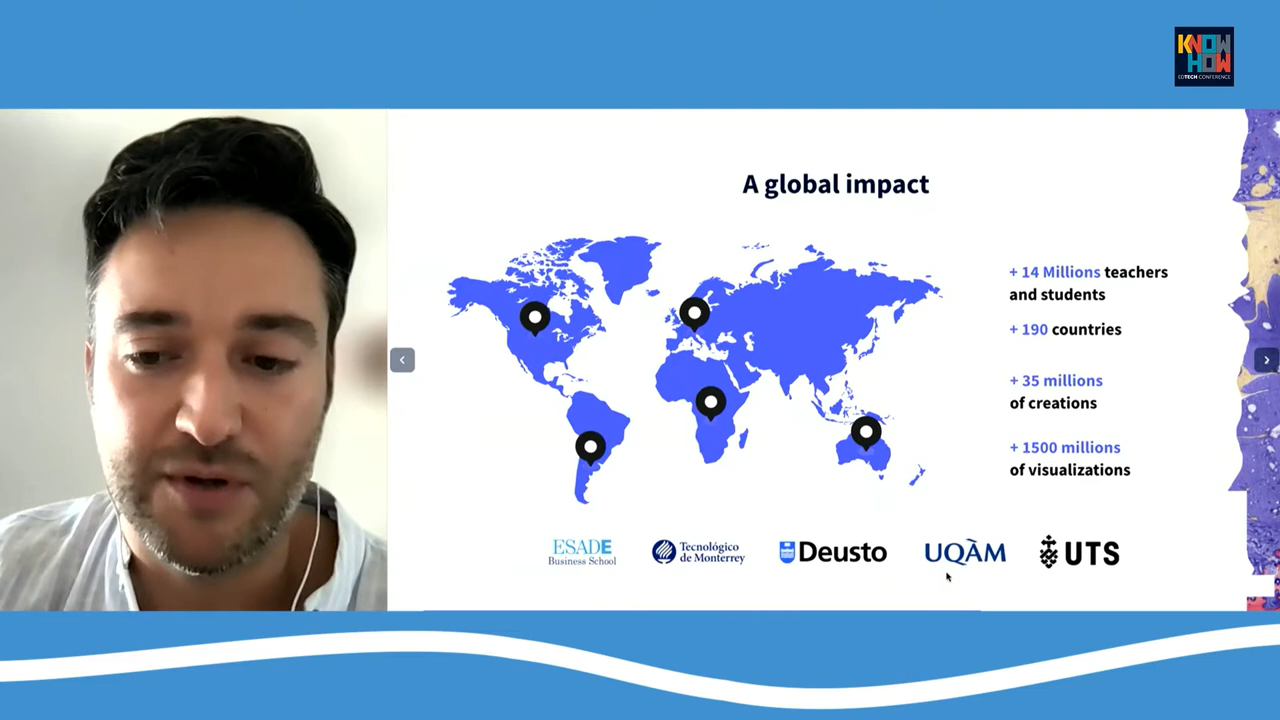 KNOW
HOW
EDTECH CONFERENCE
A global impact
+ 14 Millions teachers
and students
+ 190 countries
+ 35 millions
of creations
+ 1500 millions
of visualizations
ESADE
Business School
Tecnológico
de Monterrey
Deusto
UQÀM
UTS